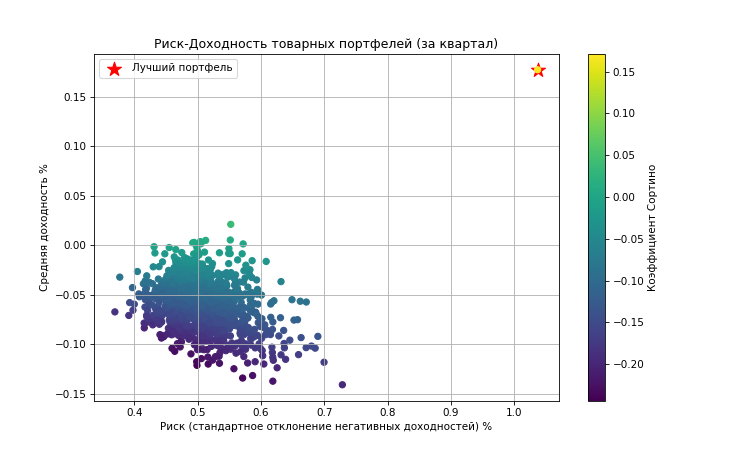 Риск-Доходность товарных портфелей (за квартал)
Лучший портфель
Средняя доходность %
0.15
0.10
0.05
0.00
−0.05
−0.10
−0.15
0.4 0.5 0.6 0.7 0.8 0.9 1.0
Риск (стандартное отклонение негативных доходностей) %
0.15
0.10
0.05
0.00
−0.05
−0.10
−0.15
−0.20
Коэффициент Сортино